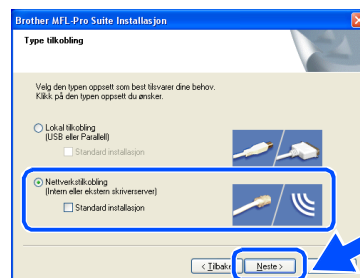 Brother MFL-Pro Suite Installasjon
Type tilkobling
Velg den typen oppsett som best tilsvarer dine behov.
Klikk på den typen oppsett du ønsker.
Lokal tilkobling
(USB eller Parallell)
Standard installasjon
Nettverkstilkobling
(Intern eller ekstern skriverserver)
Standard installasjon
< Tilbake
Neste >